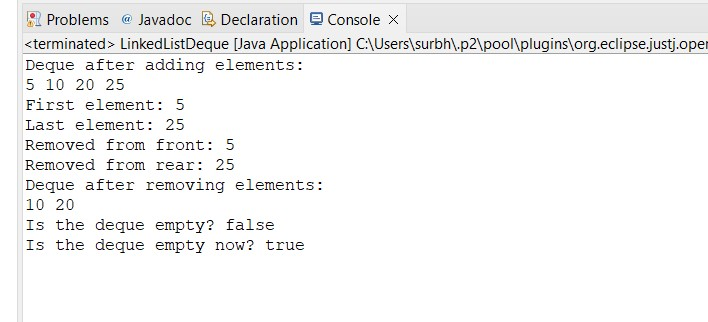 Problems @ Javadoc Declaration Console ×
<terminated> LinkedListDeque [Java Application] C:\Users\surbh\.p2\pool\plugins\org.eclipse.justj.oper
Deque after adding elements:
5 10 20 25
First element: 5
Last element: 25
Removed from front: 5
Removed from rear: 25
Deque after removing elements:
10 20
Is the deque empty? false
Is the deque empty now? true